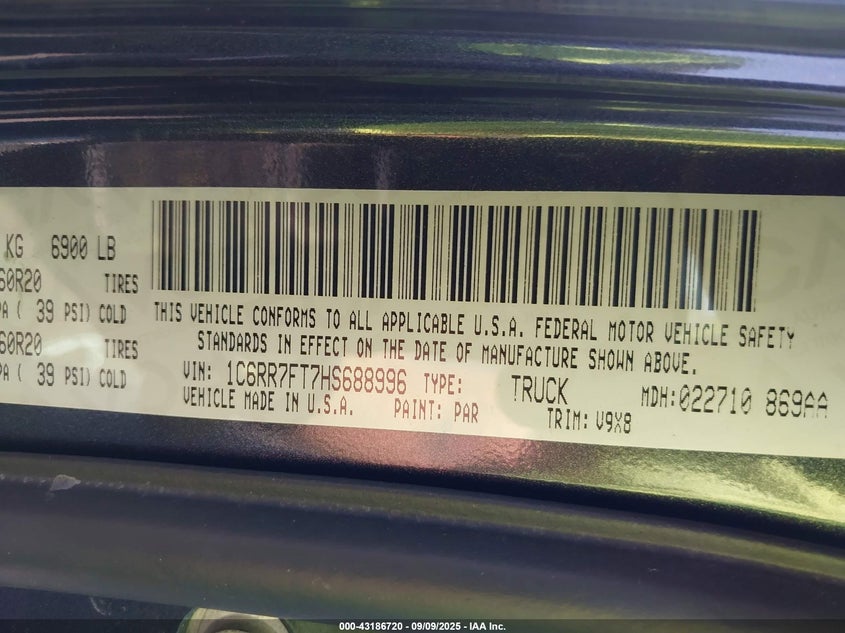 KG 6900 LB
60R20 TIRES
PA ( 39 PSI) COLD
60R20 TIRES
PA ( 39 PSI) COLD
THIS VEHICLE CONFORMS TO ALL APPLICABLE U.S.A. FEDERAL MOTOR VEHICLE SAFETY
STANDARDS IN EFFECT ON THE DATE OF MANUFACTURE SHOWN ABOVE.
VIN: 1C6RR7FT7HS688996 TYPE: TRUCK MDH:022710 869AA
VEHICLE MADE IN U.S.A. PAINT: PAR TRIM: V9X8
000-43186720 - 09/09/2025 - IAA Inc.